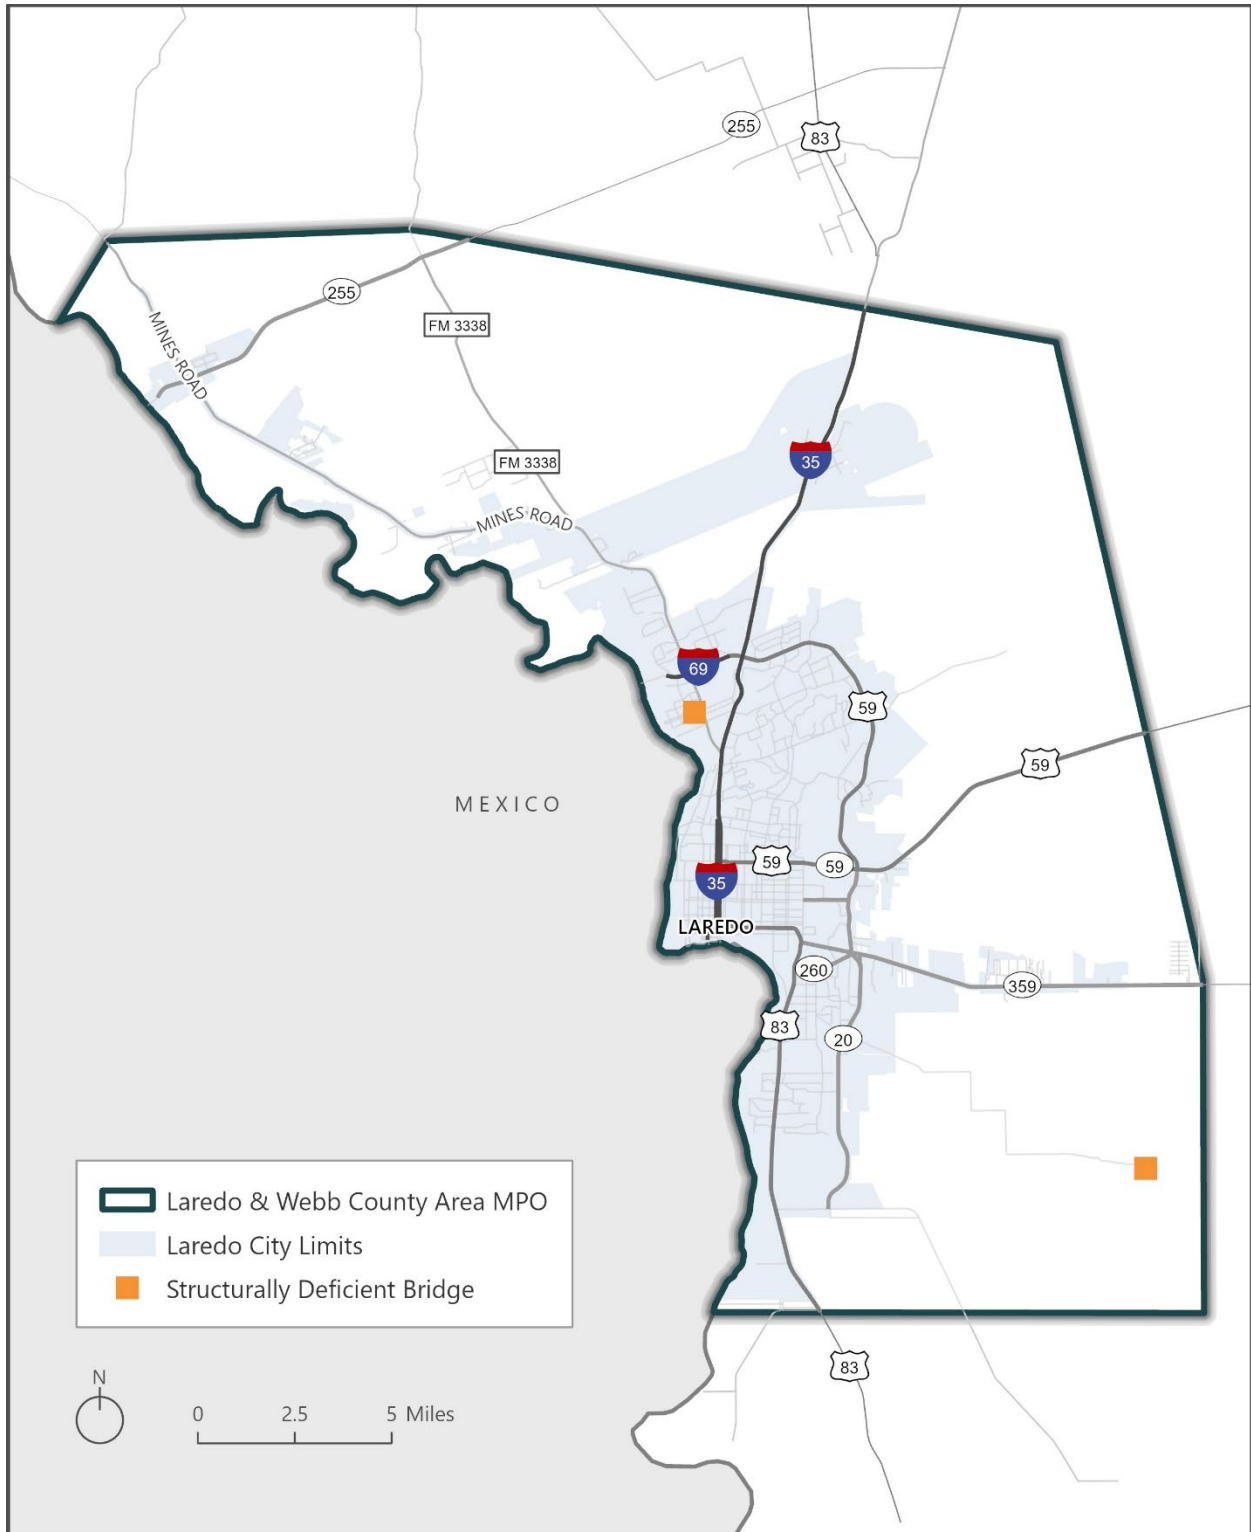 255
83
255
MINES ROAD
FM 3338
FM 3338
35
MINES ROAD
69
59
59
MEXICO
59
59
35
LAREDO
260
359
83
20
Laredo & Webb County Area MPO
Laredo City Limits
Structurally Deficient Bridge
83
N
0 2.5 5 Miles